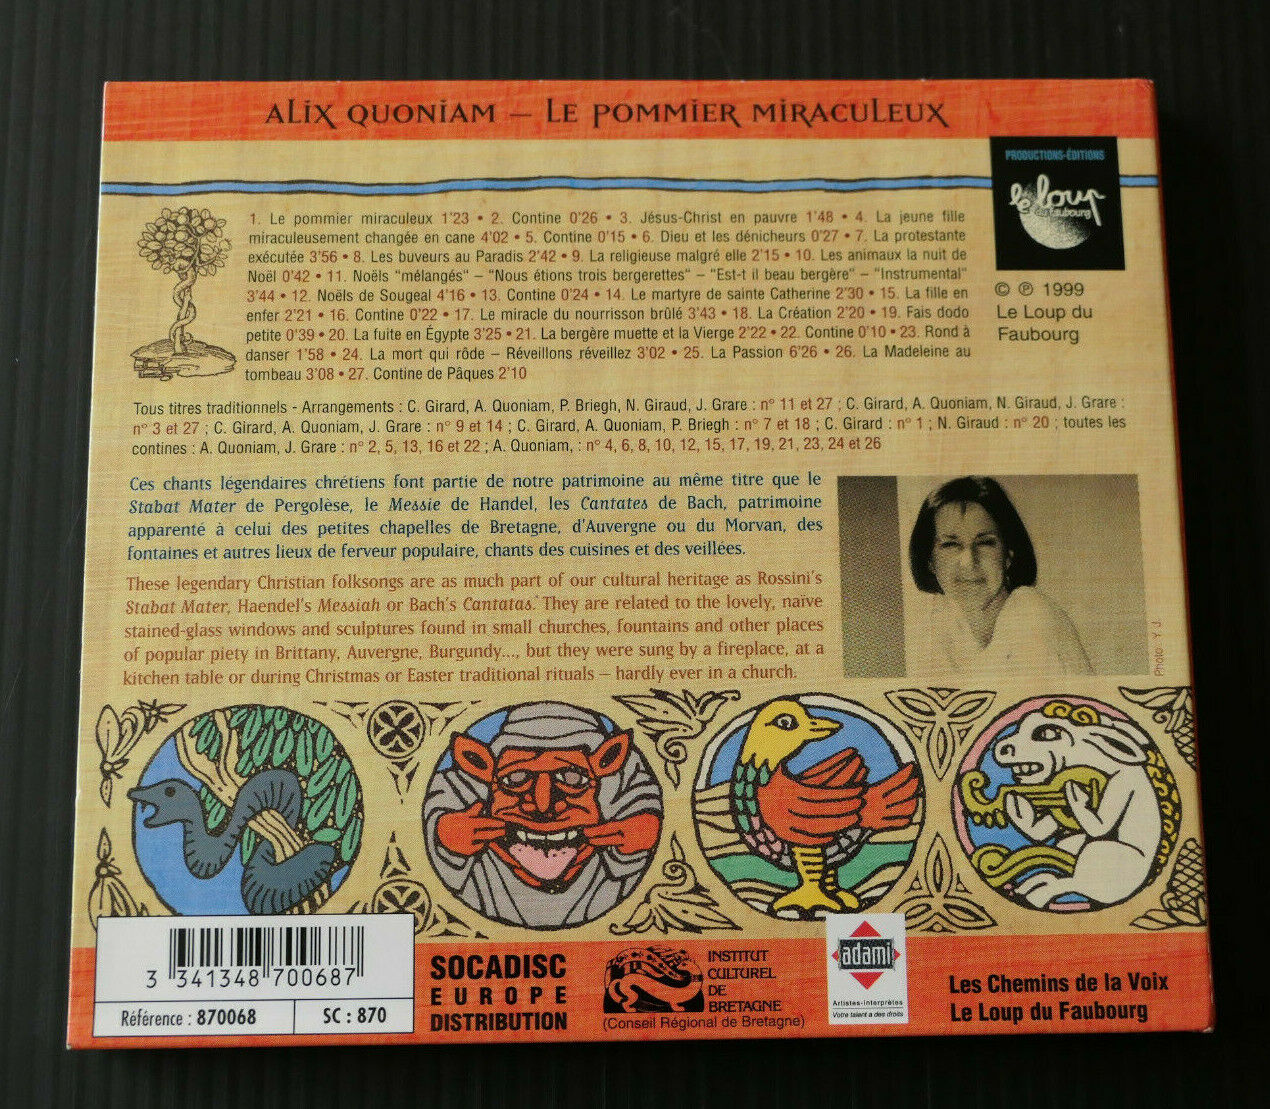 ALIX QUONIAM – LE POMMIER MIRACULEUX
PRODUCTIONS-ÉDITIONS
le Loup
du faubourg
1. Le pommier miraculeux 1'23 • 2. Contine 0'26 • 3. Jésus-Christ en pauvre 1'48 • 4. La jeune fille
miraculeusement changée en cane 4'02 • 5. Contine 0'15 • 6. Dieu et les dénicheurs 0'27 • 7. La protestante
exécutée 3'56 • 8. Les buveurs au Paradis 2'42 • 9. La religieuse malgré elle 2'15 • 10. Les animaux la nuit de
Noël 0'42 • 11. Noëls "mélangés" – "Nous étions trois bergerettes" – "Est-t il beau bergère" – "Instrumental"
3'44 • 12. Noëls de Sougeal 4'16 • 13. Contine 0'24 • 14. Le martyre de sainte Catherine 2'30 • 15. La fille en
enfer 2'21 • 16. Contine 0'22 • 17. Le miracle du nourrisson brûlé 3'43 • 18. La Création 2'20 • 19. Fais dodo
petite 0'39 • 20. La fuite en Égypte 3'25 • 21. La bergère muette et la Vierge 2'22 • 22. Contine 0'10 • 23. Rond à
danser 1'58 • 24. La mort qui rôde – Réveillons réveillez 3'02 • 25. La Passion 6'26 • 26. La Madeleine au
tombeau 3'08 • 27. Contine de Pâques 2'10
© ℗ 1999
Le Loup du
Faubourg
Tous titres traditionnels - Arrangements : C. Girard, A. Quoniam, P. Briegh, N. Giraud, J. Grare : n° 11 et 27 ; C. Girard, A. Quoniam, N. Giraud, J. Grare :
n° 3 et 27 ; C. Girard, A. Quoniam, J. Grare : n° 9 et 14 ; C. Girard, A. Quoniam, P. Briegh : n° 7 et 18 ; C. Girard : n° 1 ; N. Giraud : n° 20 ; toutes les
contines : A. Quoniam, J. Grare : n° 2, 5, 13, 16 et 22 ; A. Quoniam, : n° 4, 6, 8, 10, 12, 15, 17, 19, 21, 23, 24 et 26
Ces chants légendaires chrétiens font partie de notre patrimoine au même titre que le
Stabat Mater de Pergolèse, le Messie de Handel, les Cantates de Bach, patrimoine
apparenté à celui des petites chapelles de Bretagne, d'Auvergne ou du Morvan, des
fontaines et autres lieux de ferveur populaire, chants des cuisines et des veillées.
These legendary Christian folksongs are as much part of our cultural heritage as Rossini's
Stabat Mater, Haendel's Messiah or Bach's Cantatas. They are related to the lovely, naïve
stained-glass windows and sculptures found in small churches, fountains and other places
of popular piety in Brittany, Auvergne, Burgundy..., but they were sung by a fireplace, at a
kitchen table or during Christmas or Easter traditional rituals – hardly ever in a church.
Photo : Y J.
3 341348 700687
Référence : 870068
SC : 870
SOCADISC
EUROPE
DISTRIBUTION
INSTITUT
CULTUREL
DE
BRETAGNE
(Conseil Régional de Bretagne)
adami
Artistes-interprètes
Votre talent a des droits
Les Chemins de la Voix
Le Loup du Faubourg